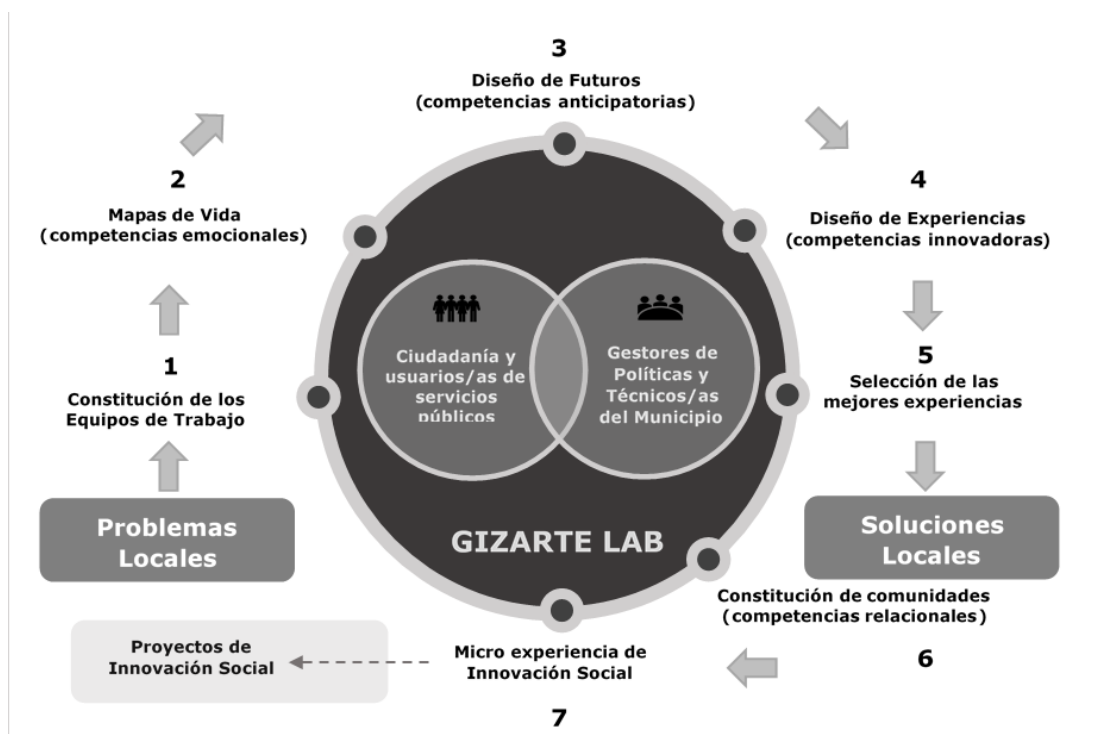 3
Diseño de Futuros
(competencias anticipatorias)
2
Mapas de Vida
(competencias emocionales)
4
Diseño de Experiencias
(competencias innovadoras)
1
Constitución de los
Equipos de Trabajo
Ciudadanía y
usuarios/as de
servicios
públicos
Gestores de
Políticas y
Técnicos/as
del Municipio
5
Selección de las
mejores experiencias
Problemas
Locales
GIZARTE LAB
Soluciones
Locales
Constitución de comunidades
(competencias relacionales)
6
Proyectos de
Innovación Social
Micro experiencia de
Innovación Social
7